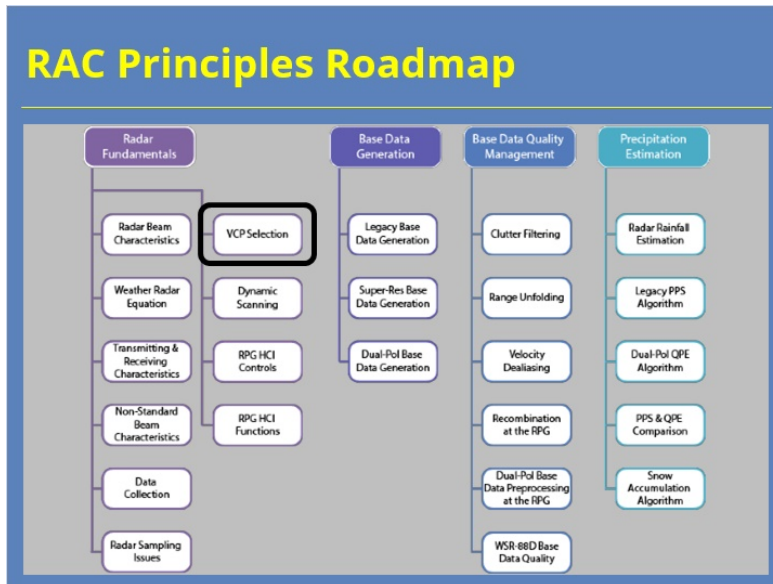 RAC Principles Roadmap
Radar
Fundamentals
Radar Beam
Characteristics
Weather Radar
Equation
Transmitting &
Receiving
Characteristics
Non-Standard
Beam
Characteristics
Data
Collection
Radar Sampling
Issues
VCP Selection
Dynamic
Scanning
RPG HCI
Controls
RPG HCI
Functions
Base Data
Generation
Legacy Base
Data Generation
Super-Res Base
Data Generation
Dual-Pol Base
Data Generation
Base Data Quality
Management
Clutter Filtering
Range Unfolding
Velocity
Dealiasing
Recombination
at the RPG
Dual-Pol Base
Data Preprocessing
at the RPG
WSR-88D Base
Data Quality
Precipitation
Estimation
Radar Rainfall
Estimation
Legacy PPS
Algorithm
Dual-Pol QPE
Algorithm
PPS & QPE
Comparison
Snow
Accumulation
Algorithm